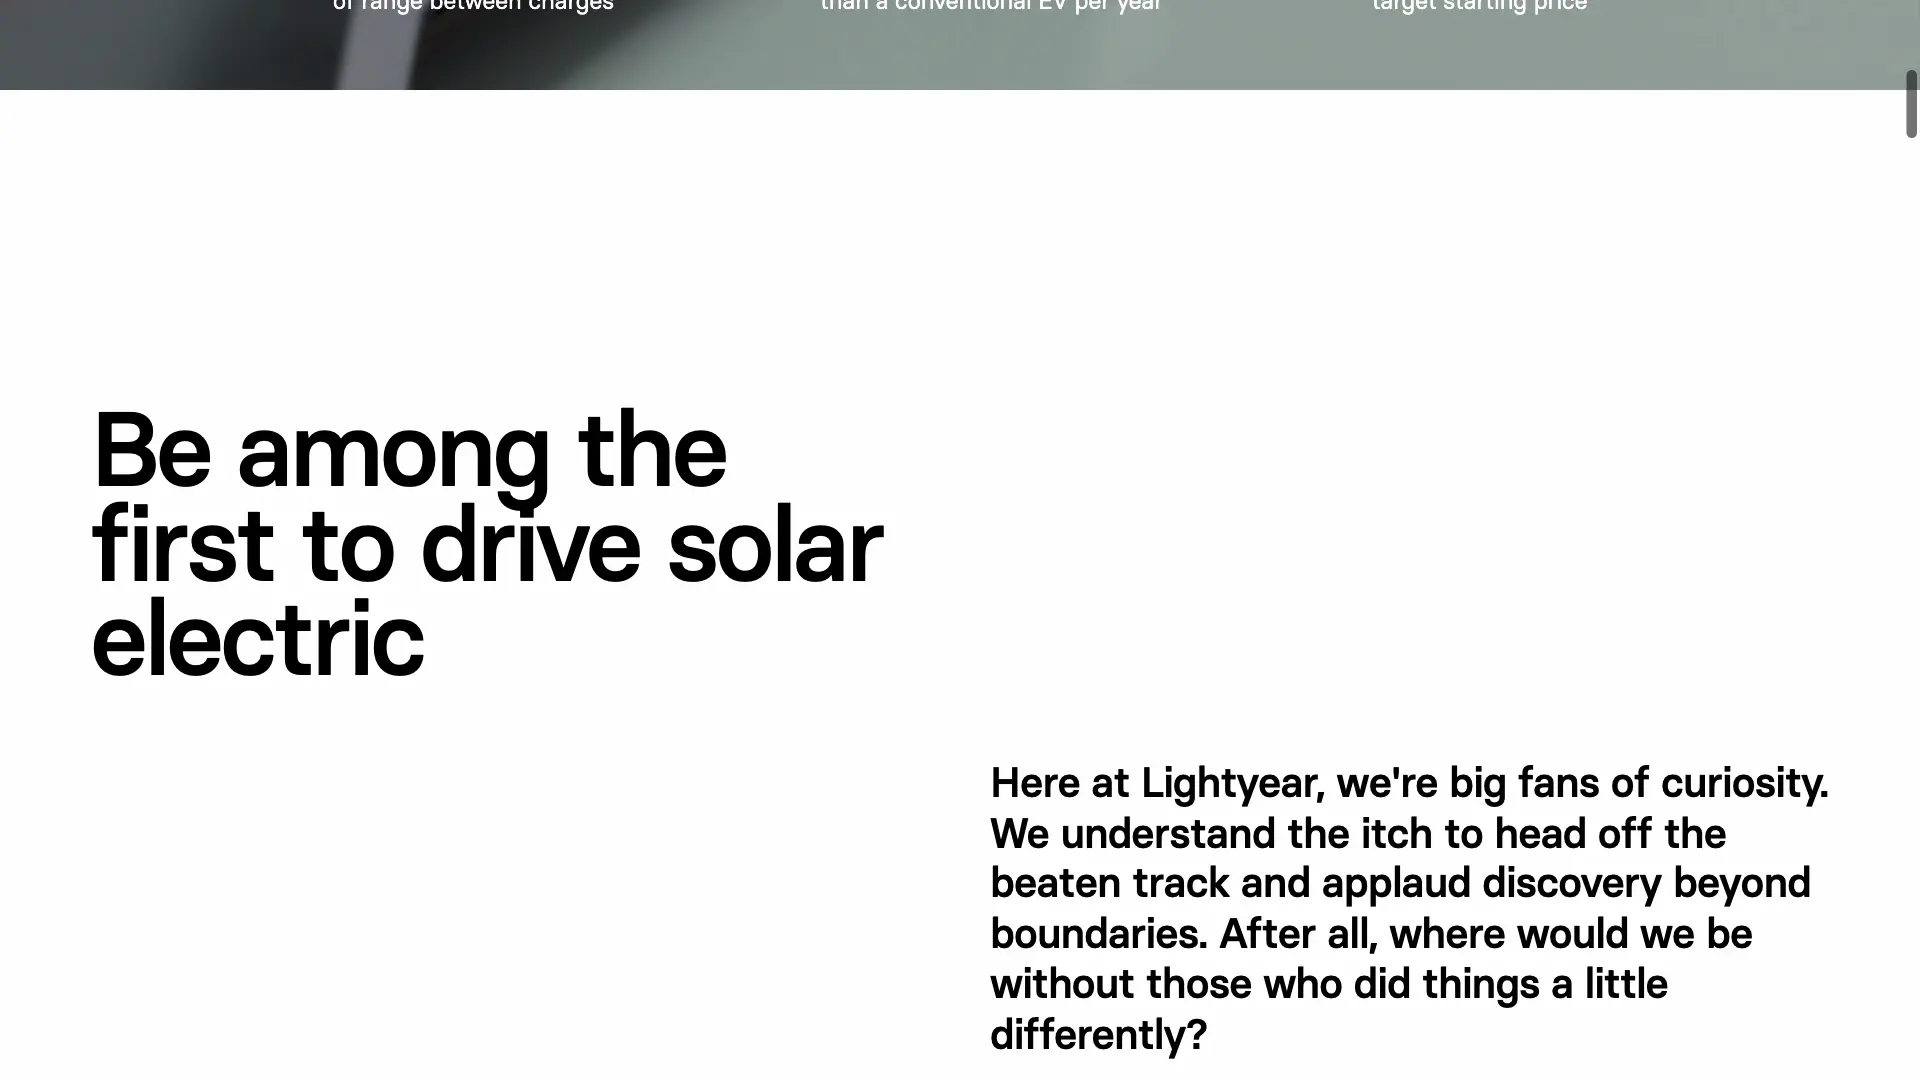 of range between charges
than a conventional EV per year
target starting price
Be among the
first to drive solar
electric
Here at Lightyear, we're big fans of curiosity.
We understand the itch to head off the
beaten track and applaud discovery beyond
boundaries. After all, where would we be
without those who did things a little
differently?